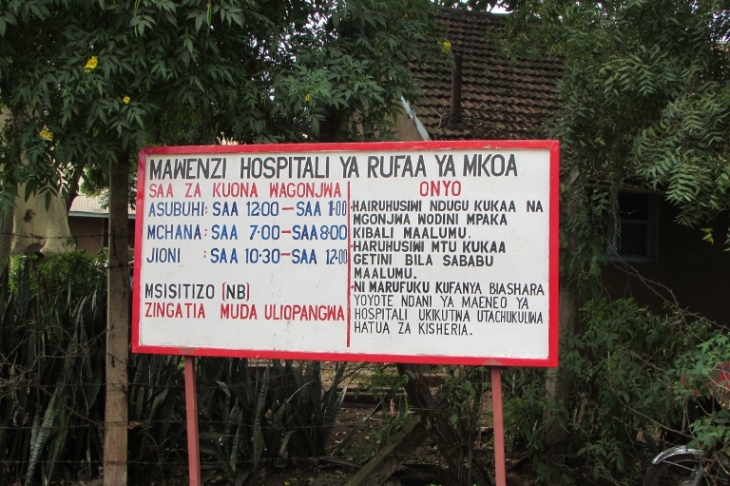 MAWENZI HOSPITALI YA RUFAA YA MKOA
SAA ZA KUONA WAGONJWA
ASUBUHI: SAA 12:00 – SAA 1:00
MCHANA: SAA 7:00 – SAA 8:00
JIONI: SAA 10:30 – SAA 12:00
MSISITIZO (NB)
ZINGATIA MUDA ULIOPANGWA
ONYO
·HAIRUHUSIWI NDUGU KUKAA NA
MGONJWA WODINI MPAKA
KIBALI MAALUMU.
·HARUHUSIWI MTU KUKAA
GETINI BILA SABABU
MAALUMU.
·NI MARUFUKU KUFANYA BIASHARA
YOYOTE NDANI YA MAENEO YA
HOSPITALI UKIKUTWA UTACHUKULIWA
HATUA ZA KISHERIA.